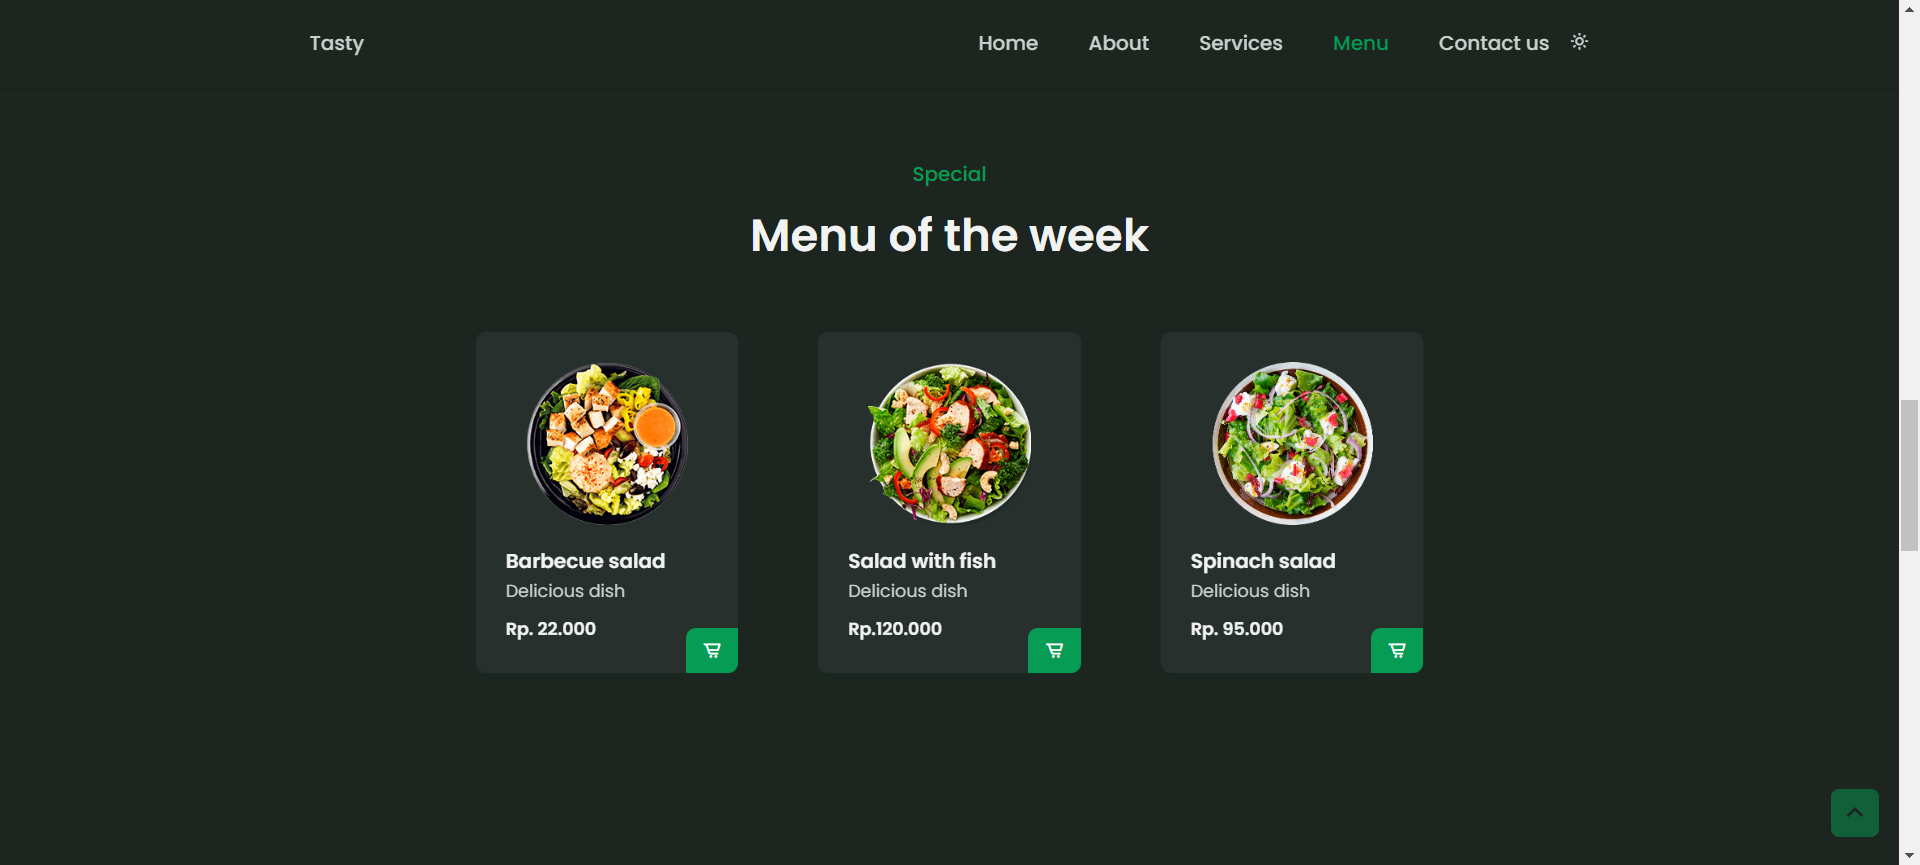 Tasty
Home About Services Menu Contact us
Special
Menu of the week
Barbecue salad
Delicious dish
Rp. 22.000
Salad with fish
Delicious dish
Rp.120.000
Spinach salad
Delicious dish
Rp. 95.000